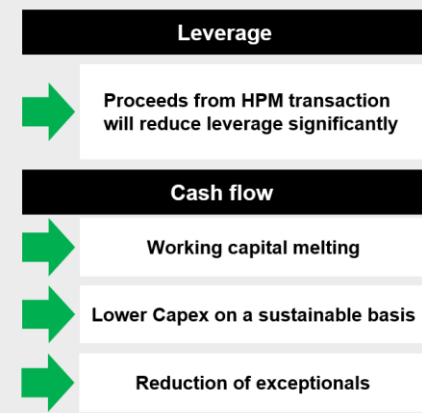 Leverage
Proceeds from HPM transaction
will reduce leverage significantly
Cash flow
Working capital melting
Lower Capex on a sustainable basis
Reduction of exceptionals